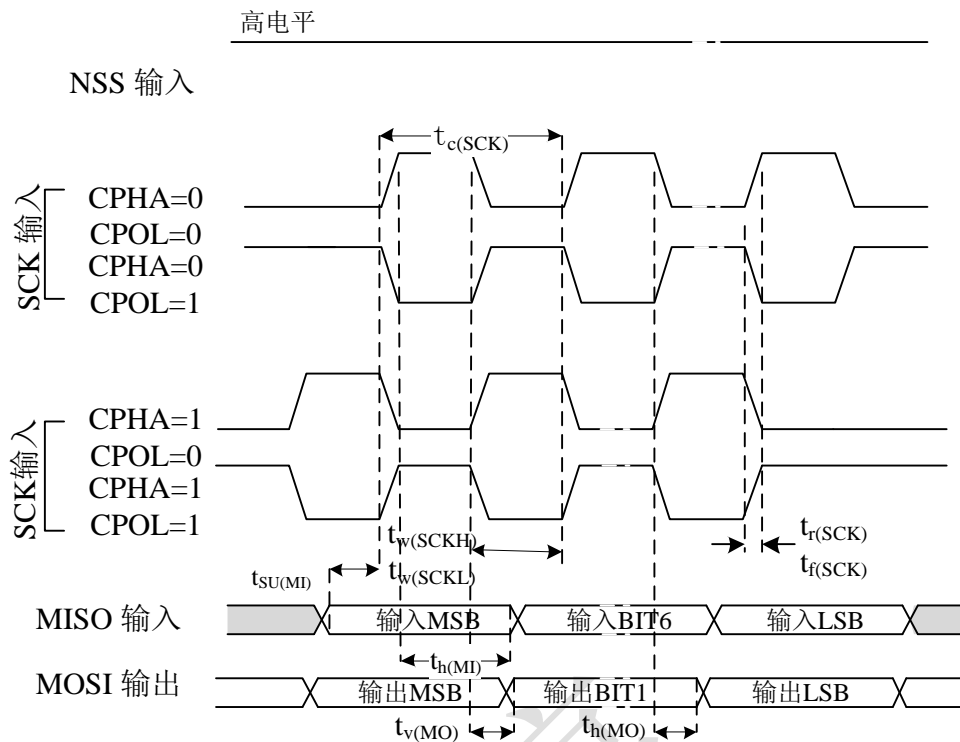 高电平
NSS 输入
tc(SCK)
SCK 输入
CPHA=0
CPOL=0
CPHA=0
CPOL=1
SCK输入
CPHA=1
CPOL=0
CPHA=1
CPOL=1
tw(SCKH)
tw(SCKL)
tr(SCK)
tf(SCK)
tSU(MI)
MISO 输入
输入MSB
输入BIT6
输入LSB
th(MI)
MOSI 输出
输出MSB
输出BIT1
输出LSB
tv(MO)
th(MO)